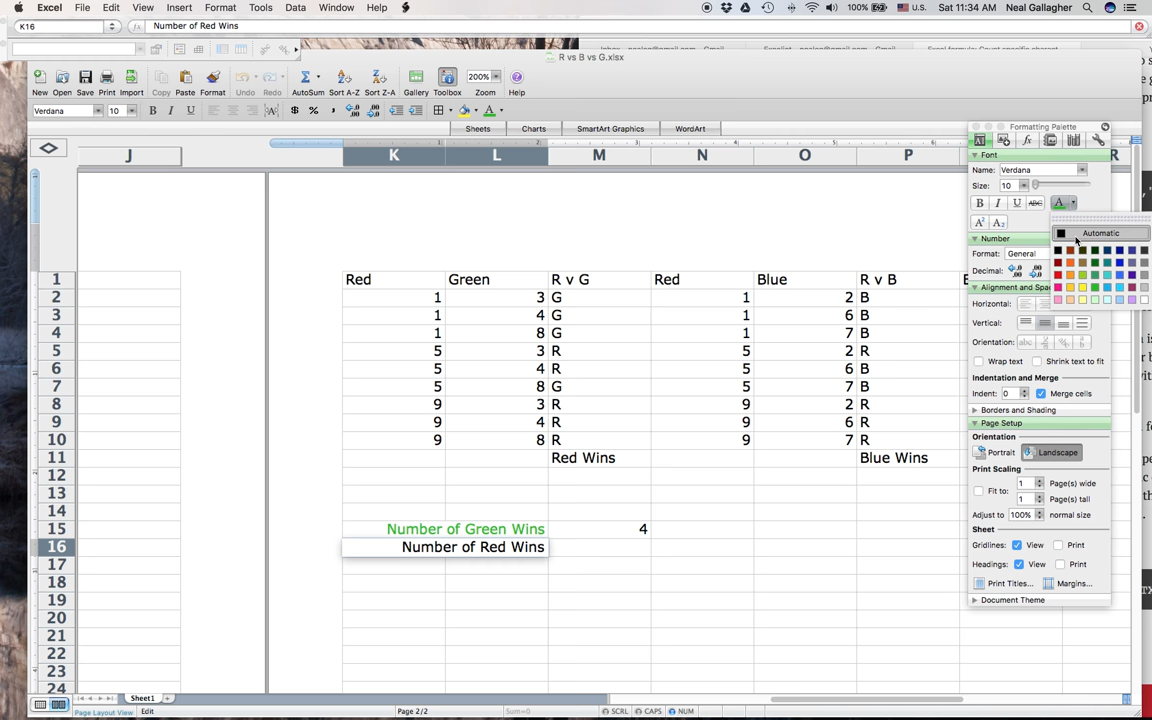 Excel File Edit View Insert Format Tools Data Window Help 100% U.S. Sat 11:34 AM Neal Gallagher
K16 fx Number of Red Wins
R vs B vs G.xlsx
200%
New Open Save Print Import Copy Paste Format Undo Redo AutoSum Sort A-Z Sort Z-A Gallery Toolbox Zoom Help
Verdana 10 B I U $ % ,
Sheets Charts SmartArt Graphics WordArt
J K L M N O P R
1 Red Green R v G Red Blue R v B
2 1 3 G 1 2 B
3 1 4 G 1 6 B
4 1 8 G 1 7 B
5 5 3 R 5 2 R
6 5 4 R 5 6 B
7 5 8 G 5 7 B
8 9 3 R 9 2 R
9 9 4 R 9 6 R
10 9 8 R 9 7 R
11 Red Wins Blue Wins
12
13
14
15 Number of Green Wins 4
16 Number of Red Wins
17
18
19
20
21
22
23
24
Formatting Palette
Font
Name: Verdana
Size: 10
B I U ABC A
A² A₂
Automatic
Number
Format: General
Decimal:
Alignment and Spac
Horizontal:
Vertical:
Orientation: abc
Wrap text Shrink text to fit
Indentation and Merge
Indent: 0 Merge cells
Borders and Shading
Page Setup
Orientation
Portrait Landscape
Print Scaling
Fit to: 1 Page(s) wide
1 Page(s) tall
Adjust to 100% normal size
Sheet
Gridlines: View Print
Headings: View Print
Print Titles... Margins...
Document Theme
Sheet1
Page Layout View Edit Page 2/2 Sum=0 SCRL CAPS NUM